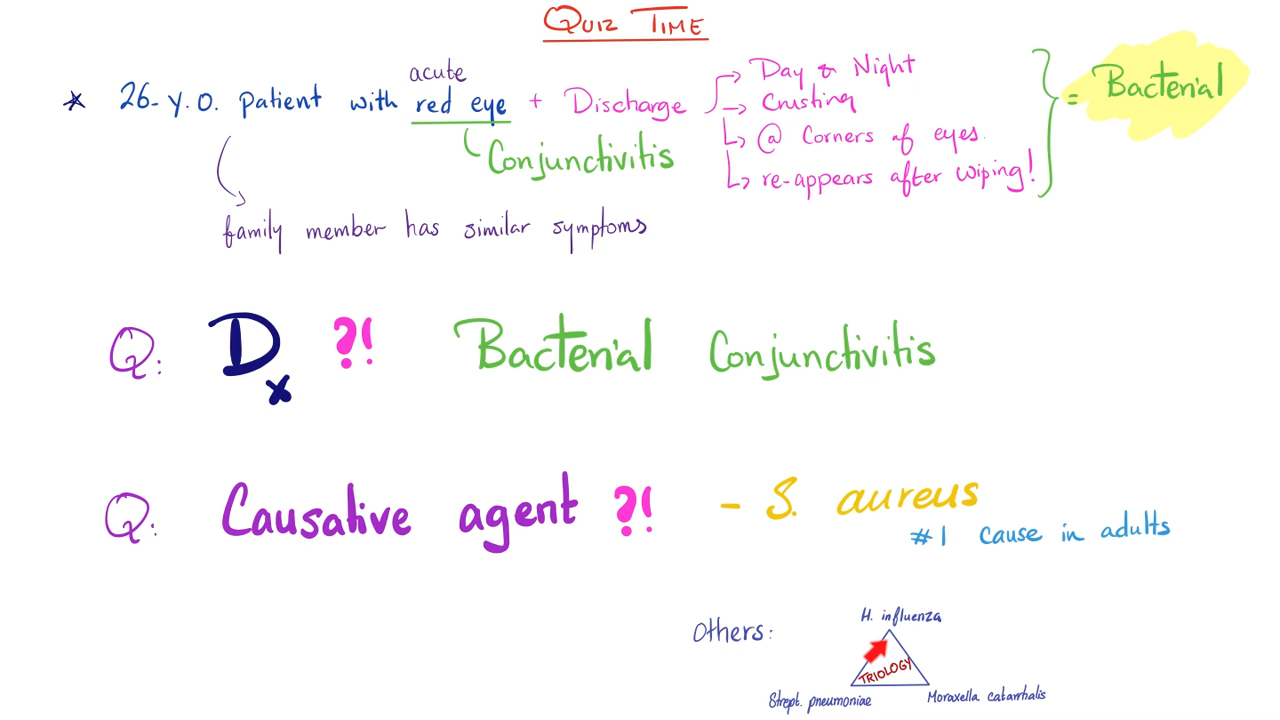 QUIZ TIME
acute
* 26-y.o. patient with red eye + Discharge
→ Day & Night
→ Crusting
→ @ Corners of eyes.
→ re-appears after wiping!
= Bacterial
Conjunctivitis
family member has similar symptoms
Q: Dx ?! Bacterial Conjunctivitis
Q: Causative agent ?! - S. aureus
#1 cause in adults
Others:
H. influenza
TRIOLOGY
Strept. pneumoniae
Moraxella catarrhalis